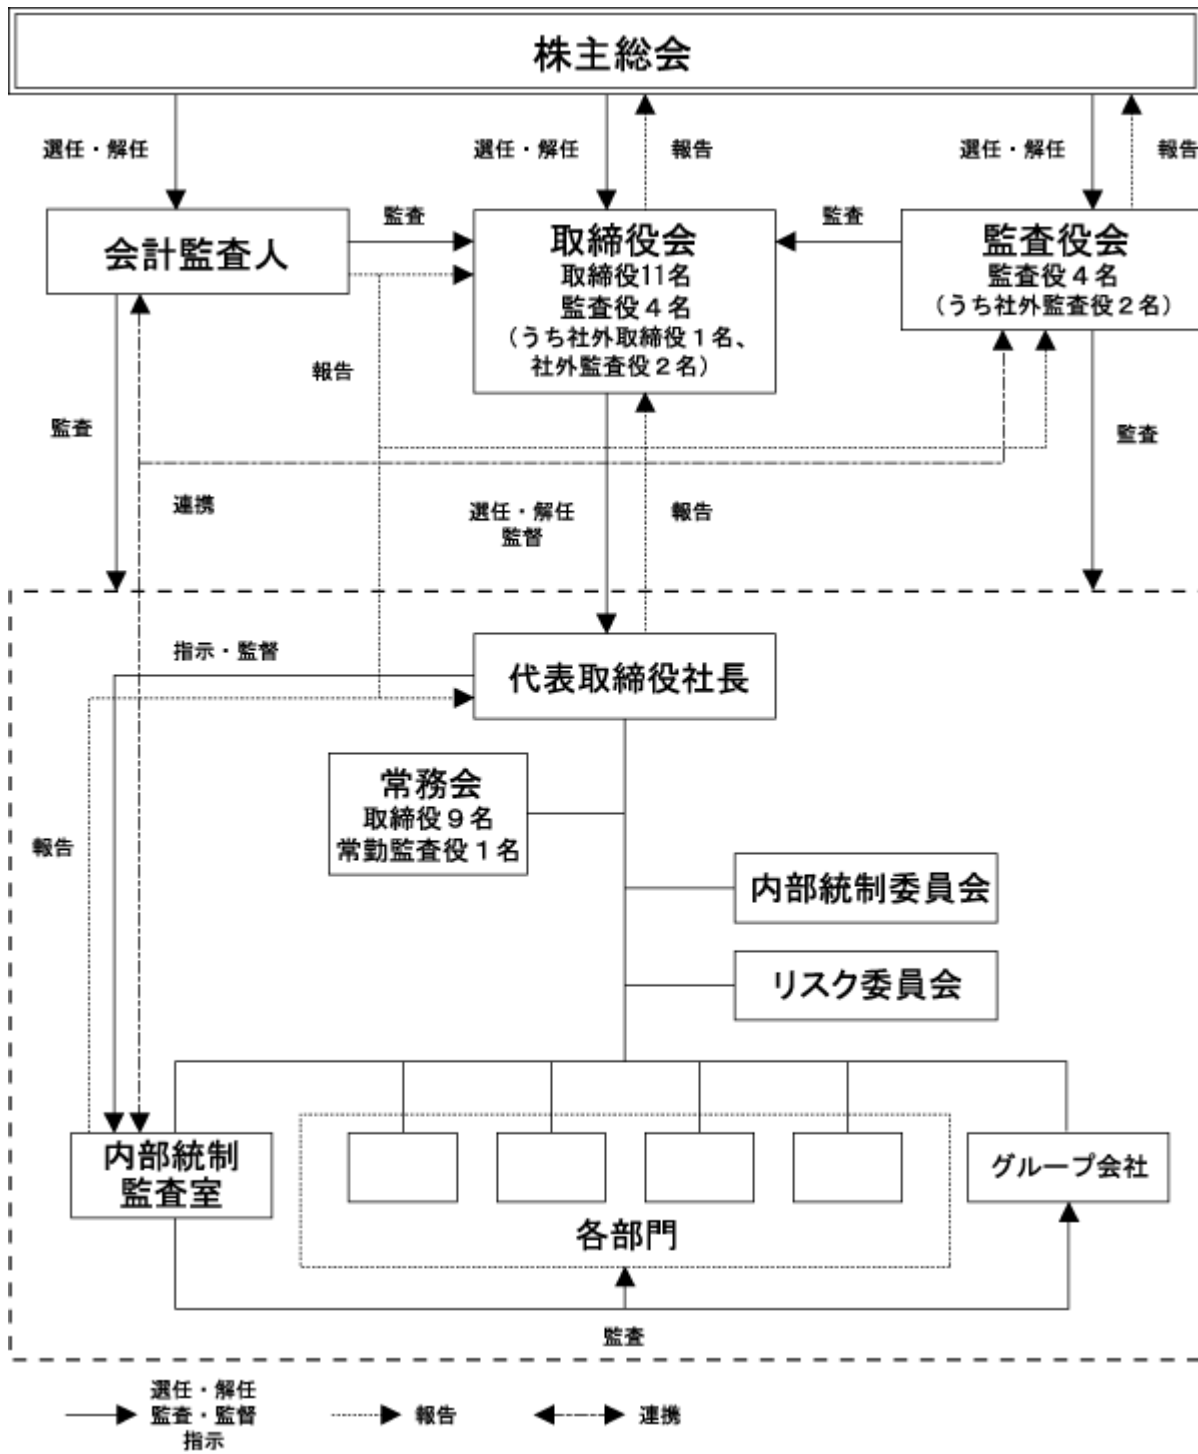 株主総会
選任・解任
選任・解任
報告
選任・解任
報告
会計監査人
監査
取締役会
取締役11名
監査役４名
（うち社外取締役１名、
社外監査役２名）
監査
監査役会
監査役４名
（うち社外監査役２名）
報告
監査
監査
連携
選任・解任
監督
報告
指示・監督
代表取締役社長
常務会
取締役９名
常勤監査役１名
報告
内部統制委員会
リスク委員会
内部統制
監査室
グループ会社
各部門
監査
選任・解任
監査・監督
指示
報告
連携